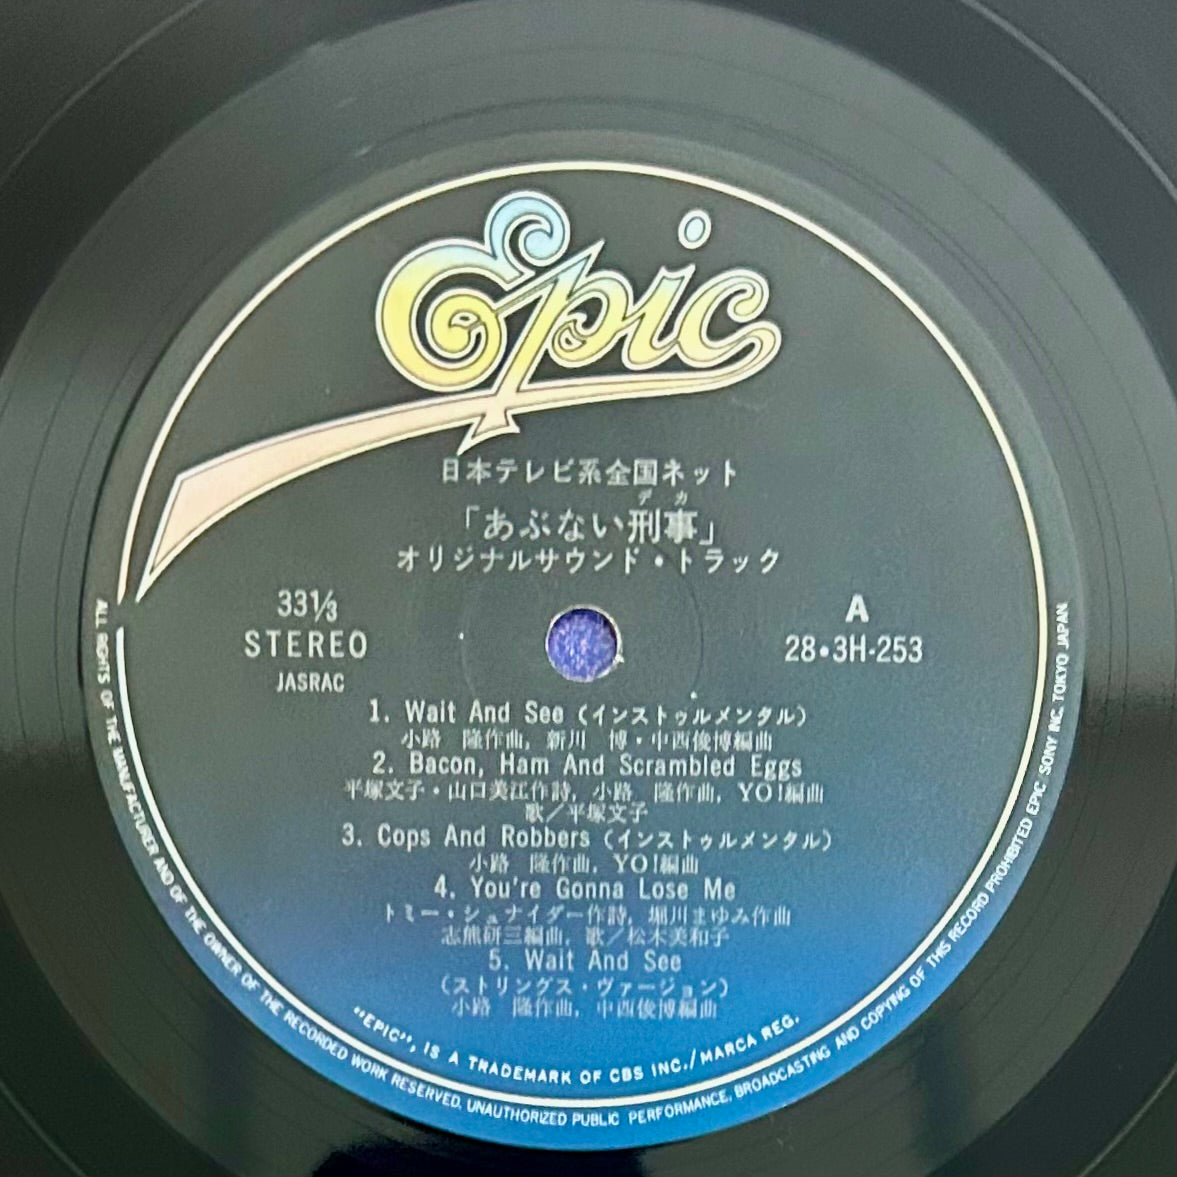 Epic
日本テレビ系全国ネット
デカ
「あぶない刑事」
オリジナルサウンド・トラック
33⅓
STEREO
JASRAC
A
28・3H-253
1. Wait And See (インストゥルメンタル)
小路 隆作曲, 新川 博・中西俊博編曲
2. Bacon, Ham And Scrambled Eggs
平塚文子・山口美江作詩, 小路 隆作曲, YO!編曲
歌/平塚文子
3. Cops And Robbers (インストゥルメンタル)
小路 隆作曲, YO!編曲
4. You're Gonna Lose Me
トミー・シュナイダー作詩, 堀川まゆみ作曲
志熊研三編曲, 歌/松木美和子
5. Wait And See
(ストリングス・ヴァージョン)
小路 隆作曲, 中西俊博編曲
"EPIC", IS A TRADEMARK OF CBS INC./MARCA REG.
ALL RIGHTS OF THE MANUFACTURER AND OF THE OWNER OF THE RECORDED WORK RESERVED. UNAUTHORIZED PUBLIC PERFORMANCE, BROADCASTING AND COPYING OF THIS RECORD PROHIBITED EPIC/SONY INC. TOKYO JAPAN